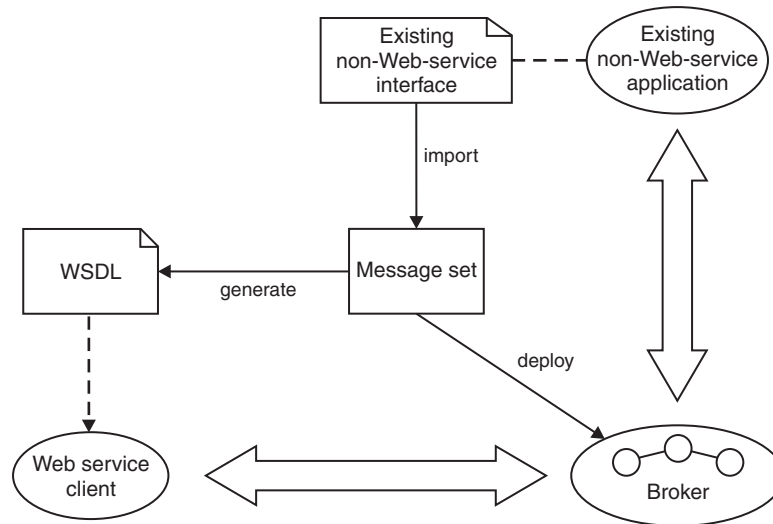 Existing
non-Web-service
interface
Existing
non-Web-service
application
import
WSDL
generate
Message set
deploy
Web service
client
Broker